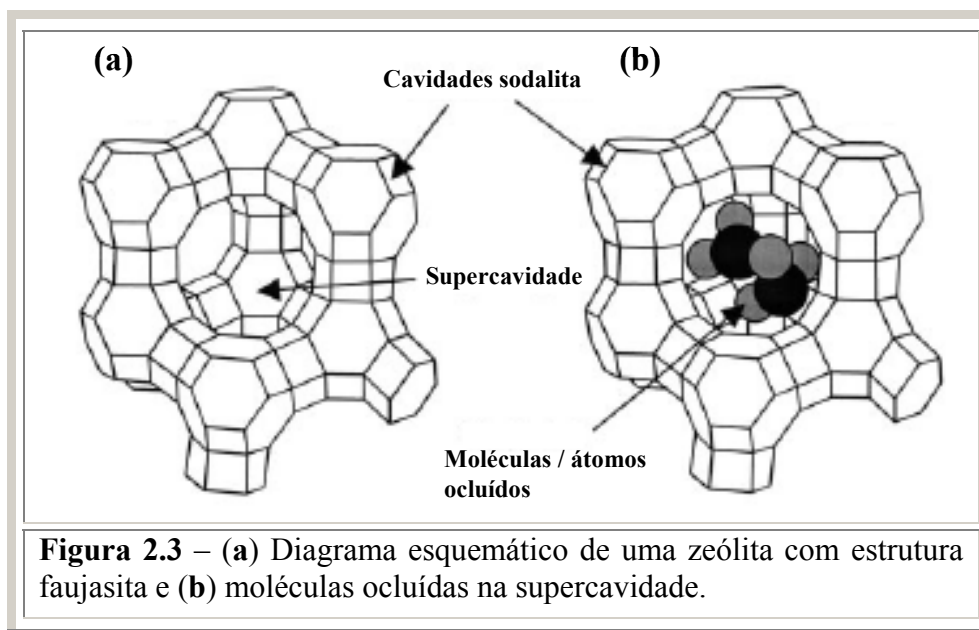 (a)
(b)
Cavidades sodalita
Supercavidade
Moléculas / átomos
ocluídos
Figura 2.3 – (a) Diagrama esquemático de uma zeólita com estrutura
faujasita e (b) moléculas ocluídas na supercavidade.